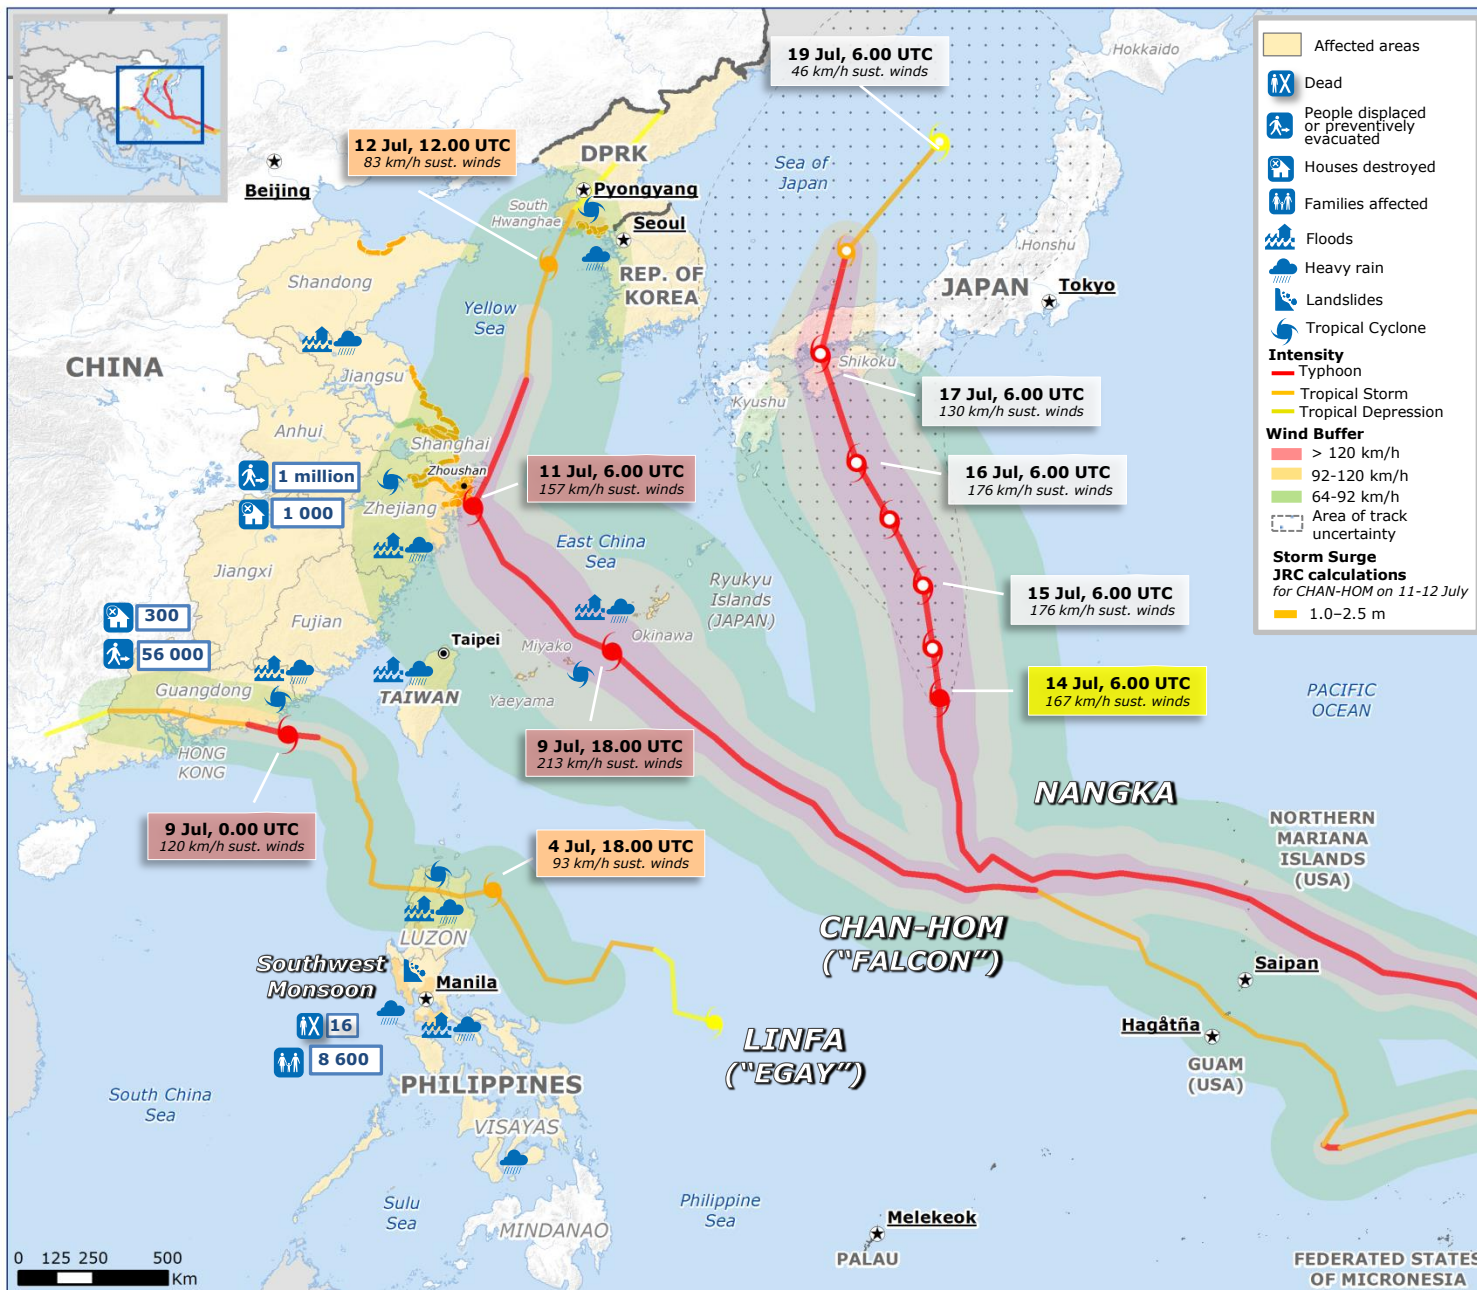 19 Jul, 6.00 UTC
46 km/h sust. winds
Hokkaido
12 Jul, 12.00 UTC
83 km/h sust. winds
DPRK
Sea of
Japan
Beijing
Pyongyang
South
Hwanghae
Seoul
Honshu
Shandong
REP. OF
KOREA
JAPAN
Tokyo
Yellow
Sea
CHINA
Jiangsu
Shikoku
Kyushu
17 Jul, 6.00 UTC
130 km/h sust. winds
Anhui
Shanghai
Zhoushan
1 million
11 Jul, 6.00 UTC
157 km/h sust. winds
16 Jul, 6.00 UTC
176 km/h sust. winds
1 000
Zhejiang
East China
Sea
Jiangxi
Ryukyu
Islands
(JAPAN)
15 Jul, 6.00 UTC
176 km/h sust. winds
300
Fujian
56 000
Taipei
Miyako
Okinawa
Guangdong
TAIWAN
Yaeyama
14 Jul, 6.00 UTC
167 km/h sust. winds
PACIFIC
OCEAN
HONG
KONG
9 Jul, 18.00 UTC
213 km/h sust. winds
NANGKA
9 Jul, 0.00 UTC
120 km/h sust. winds
4 Jul, 18.00 UTC
93 km/h sust. winds
NORTHERN
MARIANA
ISLANDS
(USA)
LUZON
CHAN-HOM
("FALCON")
Southwest
Monsoon
Manila
Saipan
16
8 600
LINFA
("EGAY")
Hagåtña
GUAM
(USA)
PHILIPPINES
South China
Sea
VISAYAS
Sulu
Sea
Philippine
Sea
MINDANAO
Melekeok
PALAU
FEDERATED STATES
OF MICRONESIA
0 125 250 500
Km
Affected areas
Dead
People displaced
or preventively
evacuated
Houses destroyed
Families affected
Floods
Heavy rain
Landslides
Tropical Cyclone
Intensity
Typhoon
Tropical Storm
Tropical Depression
Wind Buffer
> 120 km/h
92-120 km/h
64-92 km/h
Area of track
uncertainty
Storm Surge
JRC calculations
for CHAN-HOM on 11-12 July
1.0–2.5 m